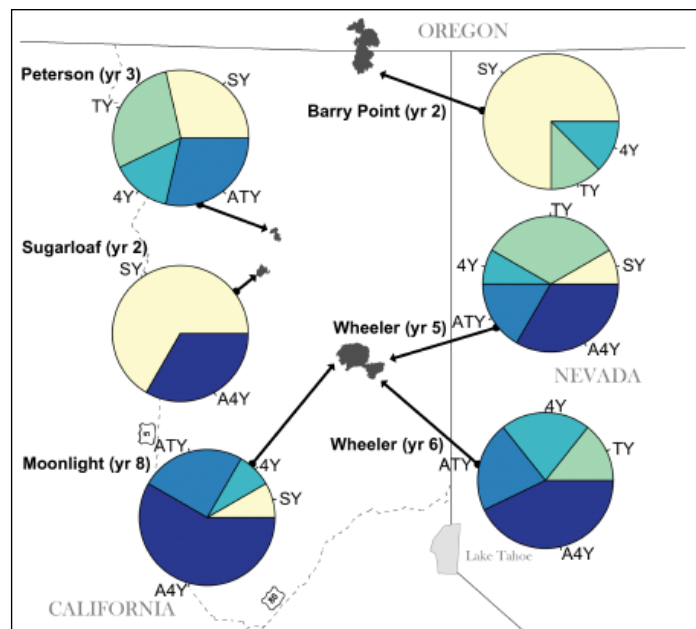 OREGON
Peterson (yr 3)
SY
TY
4Y
ATY
SY
Barry Point (yr 2)
4Y
TY
Sugarloaf (yr 2)
SY
A4Y
TY
4Y
SY
ATY
A4Y
Wheeler (yr 5)
NEVADA
Moonlight (yr 8)
ATY
4Y
SY
A4Y
Wheeler (yr 6)
4Y
TY
ATY
A4Y
5
80
Lake Tahoe
CALIFORNIA